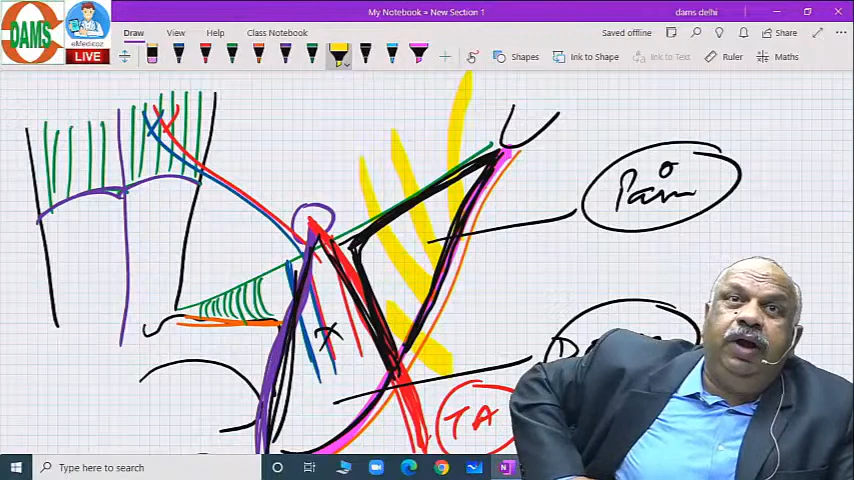 My Notebook » New Section 1
dams delhi
DAMS
eMedicoz
LIVE
Draw
View
Help
Class Notebook
Saved offline
Share
Shapes
Ink to Shape
Ink to Text
Ruler
Maths
Pain
D
x
TA
Type here to search